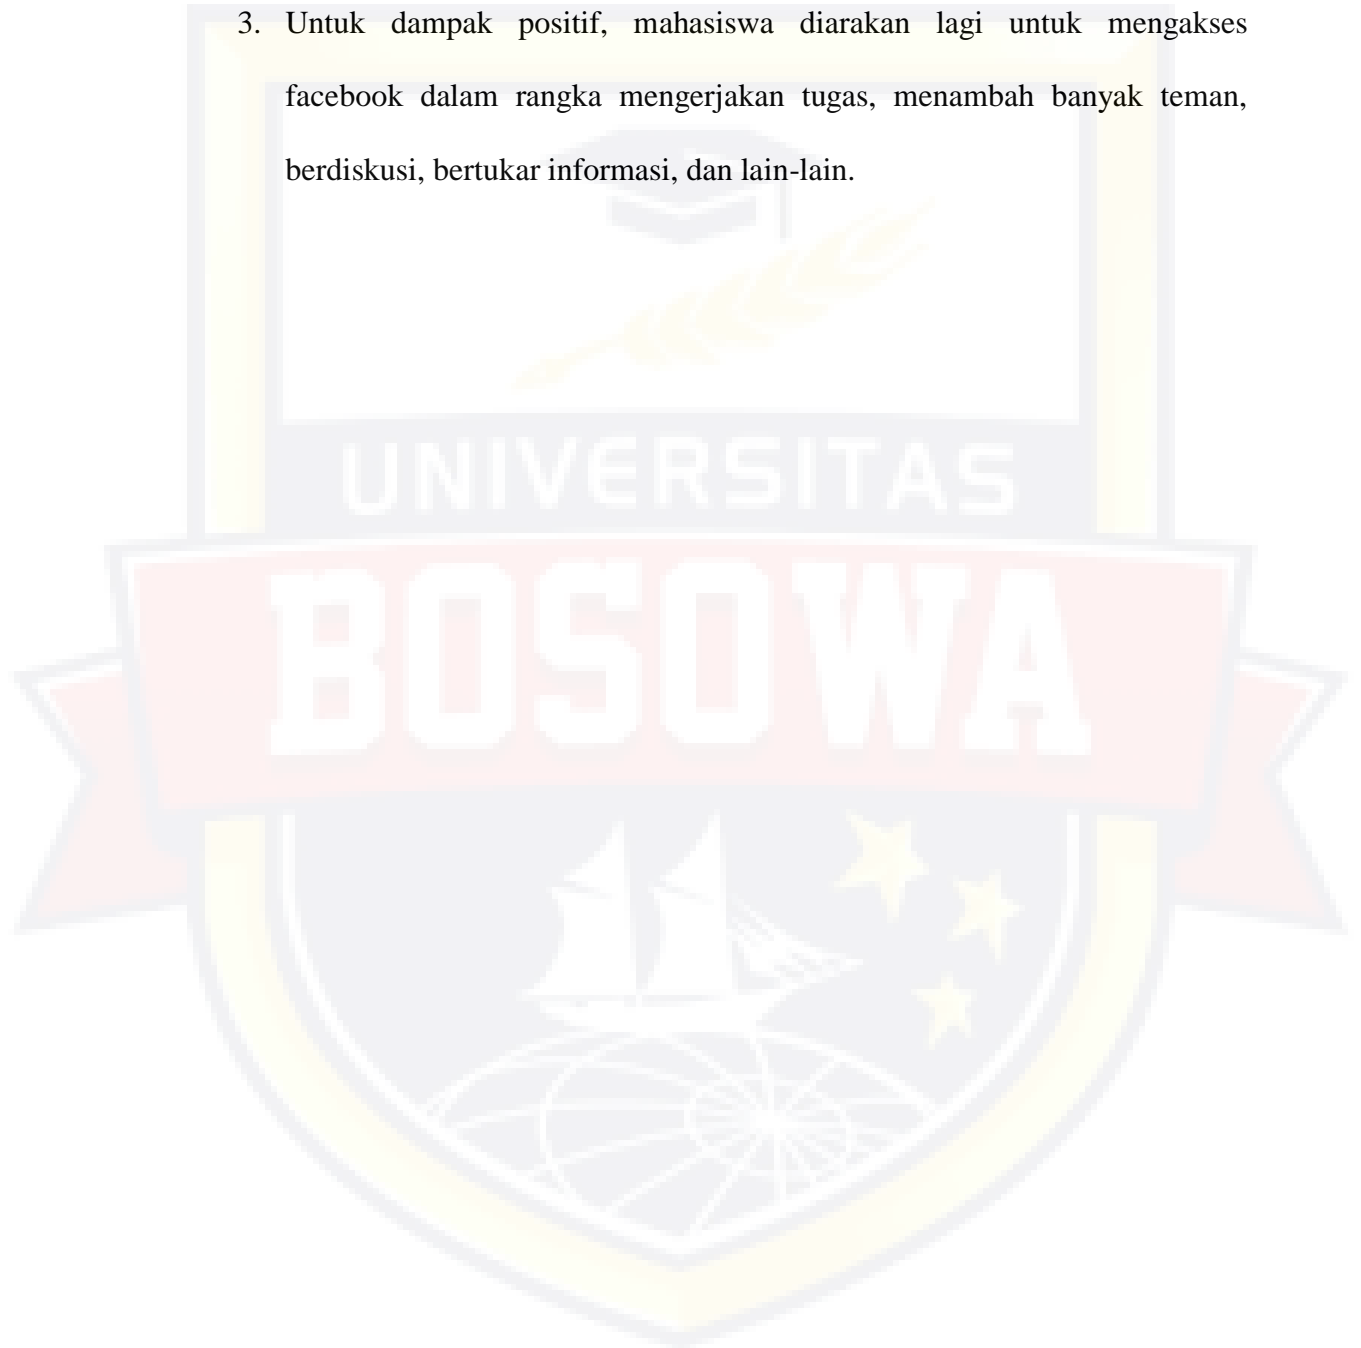 3. Untuk dampak positif, mahasiswa diarakan lagi untuk mengakses
facebook dalam rangka mengerjakan tugas, menambah banyak teman,
berdiskusi, bertukar informasi, dan lain-lain.
UNIVERSITAS
BOSOWA